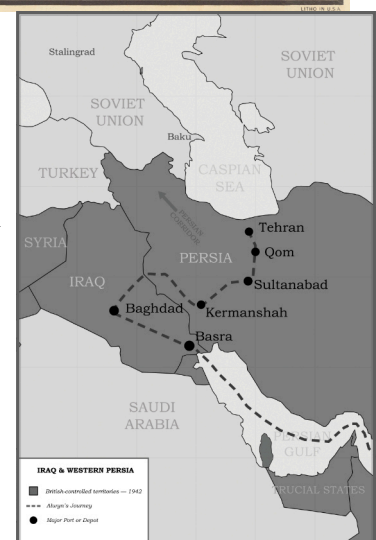 LITHO IN U.S.A.
Stalingrad
SOVIET
UNION
SOVIET
UNION
Baku
TURKEY
CASPIAN
SEA
PERSIAN
CORRIDOR
Tehran
SYRIA
PERSIA
Qom
IRAQ
Sultanabad
Baghdad
Kermanshah
Basra
SAUDI
ARABIA
PERSIAN
GULF
TRUCIAL STATES
IRAQ & WESTERN PERSIA
British-controlled territories — 1942
Alwyn's Journey
Major Port or Depot